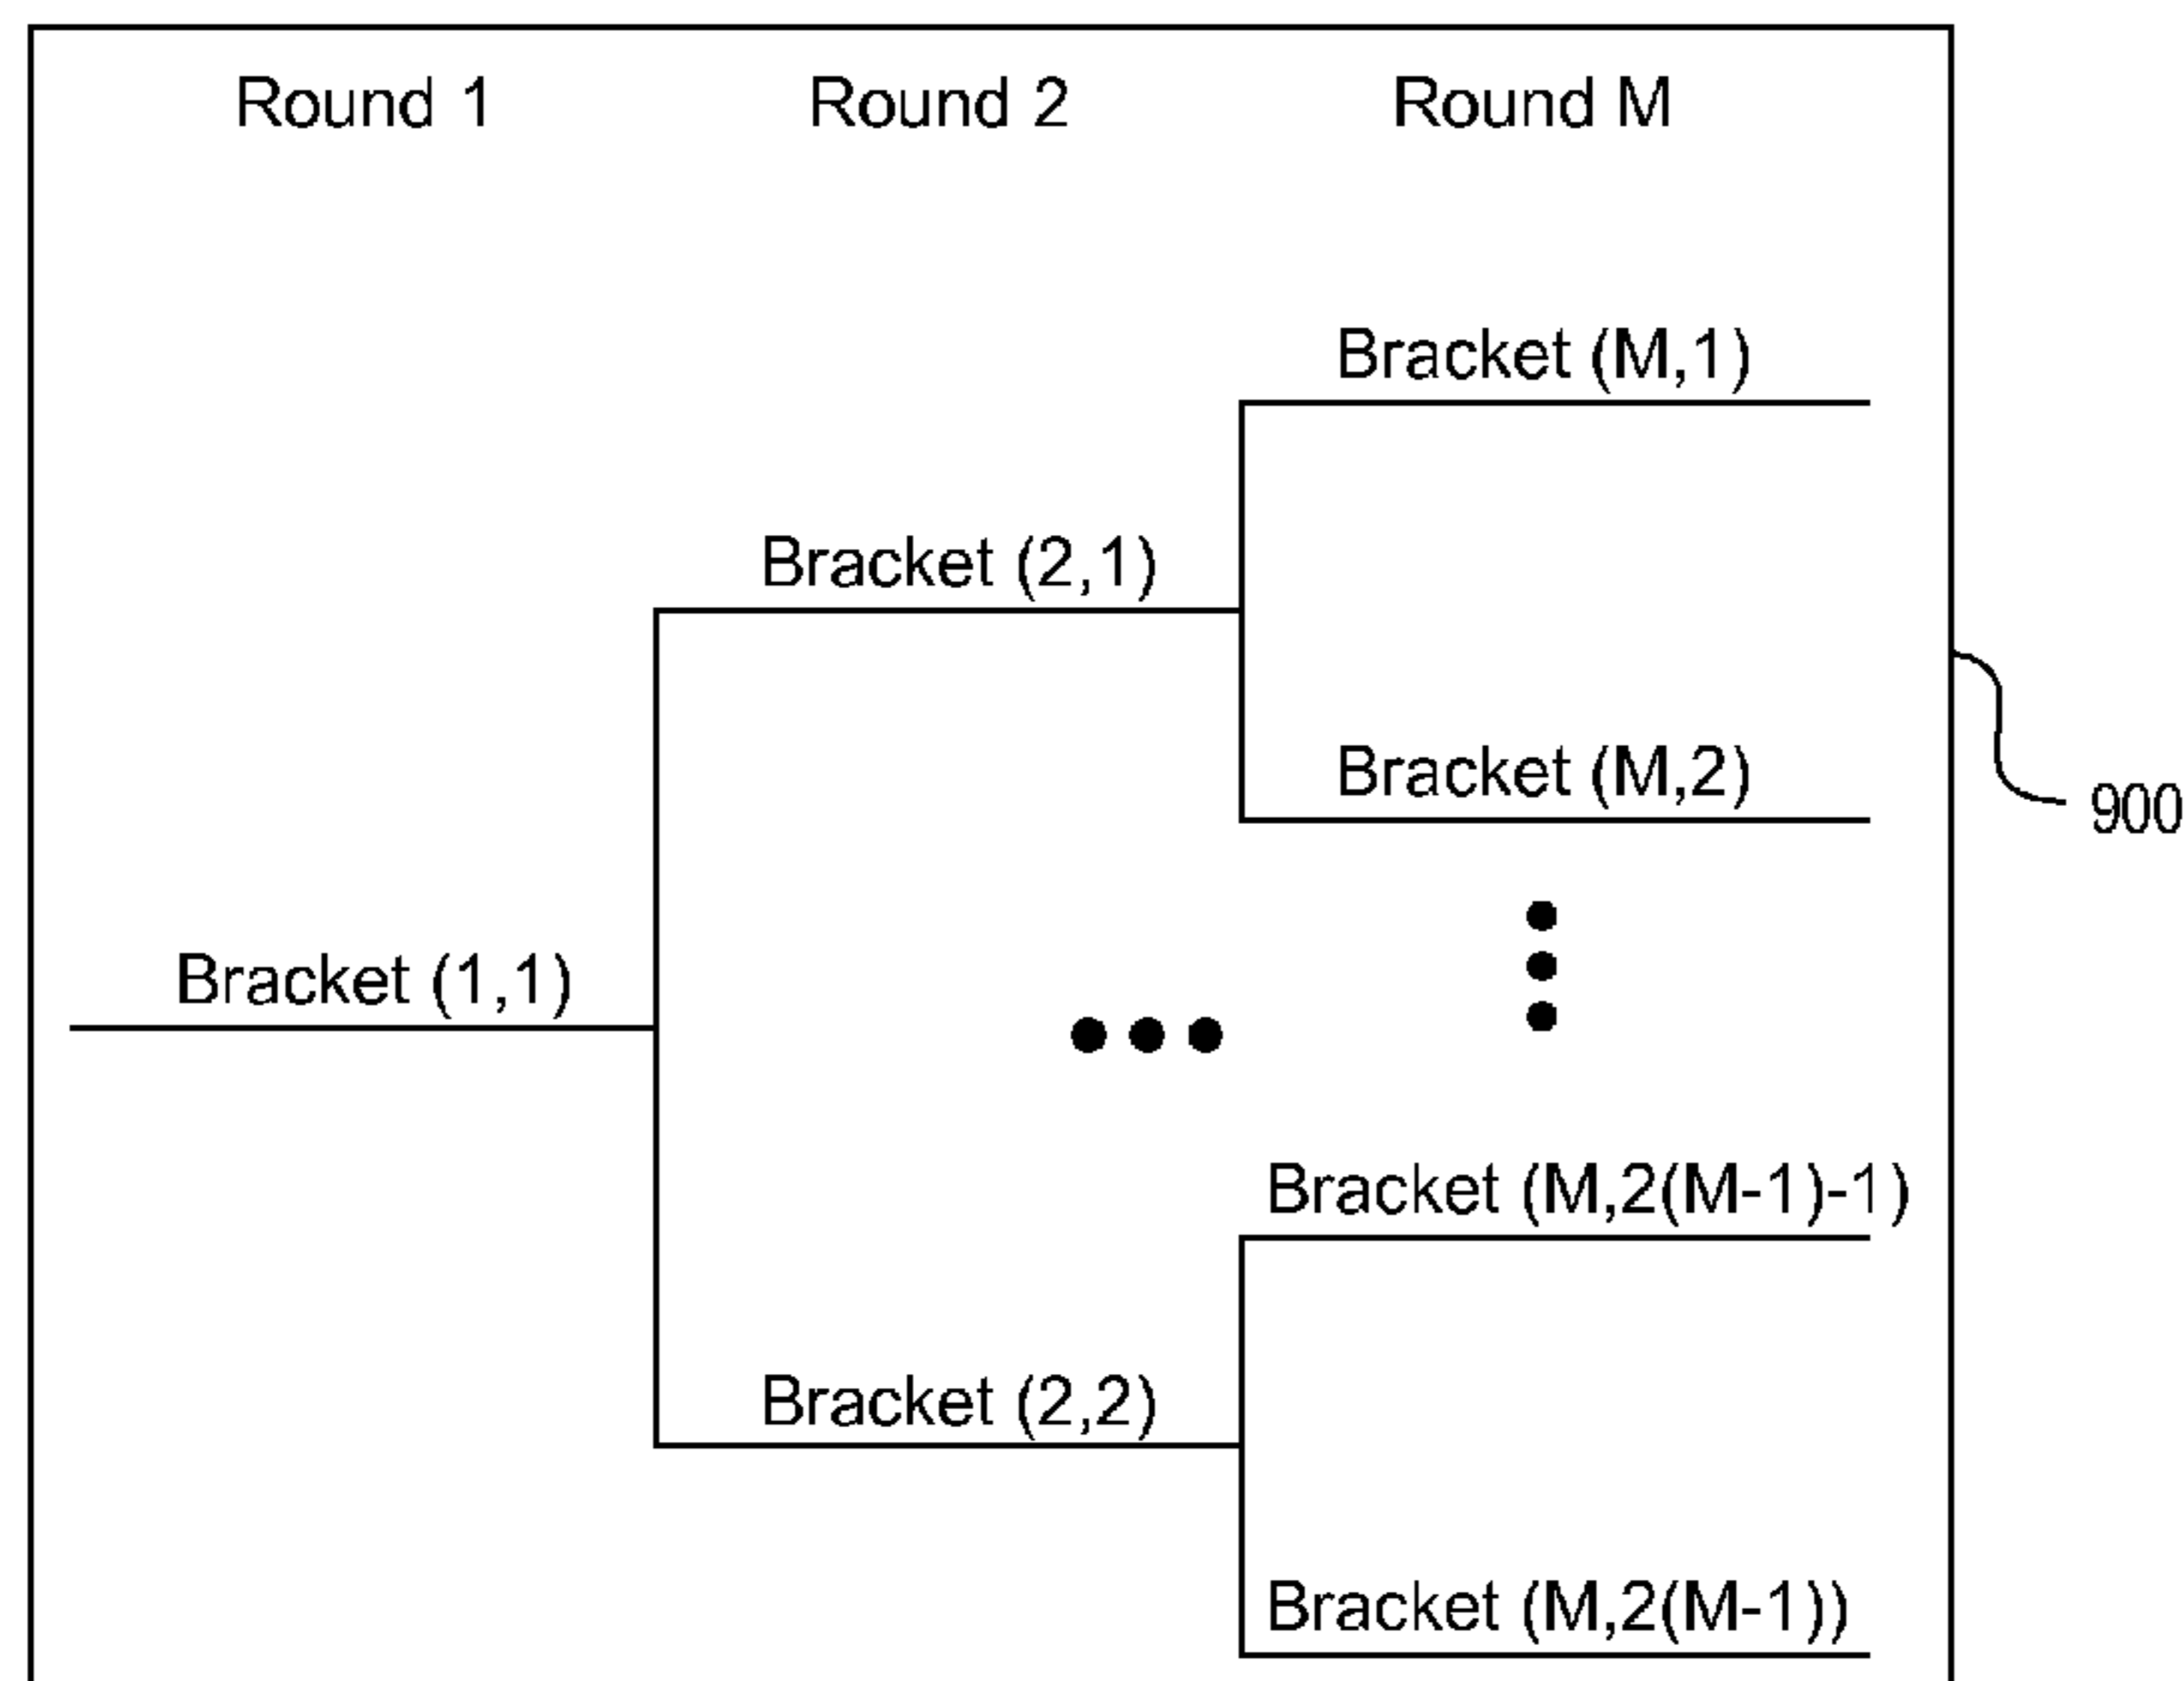 Round 1 Round 2 Round M
Bracket (M,1)
Bracket (2,1)
Bracket (M,2)
900
Bracket (1,1)
Bracket (M,2(M-1)-1)
Bracket (2,2)
Bracket (M,2(M-1))